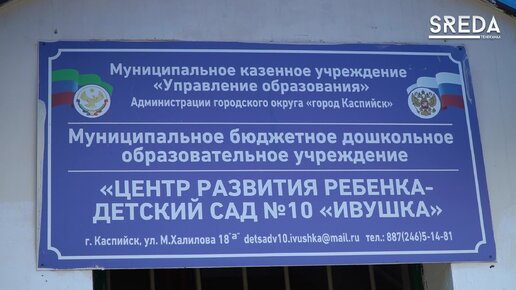 SREDA
ТЕЛЕКАНАЛ
Муниципальное казенное учреждение
«Управление образования»
Администрации городского округа «город Каспийск»
Муниципальное бюджетное дошкольное
образовательное учреждение
«ЦЕНТР РАЗВИТИЯ РЕБЕНКА-
ДЕТСКИЙ САД №10 «ИВУШКА»
г. Каспийск, ул. М.Халилова 18"а" detsadv10.ivushka@mail.ru тел.: 887(246)5-14-81